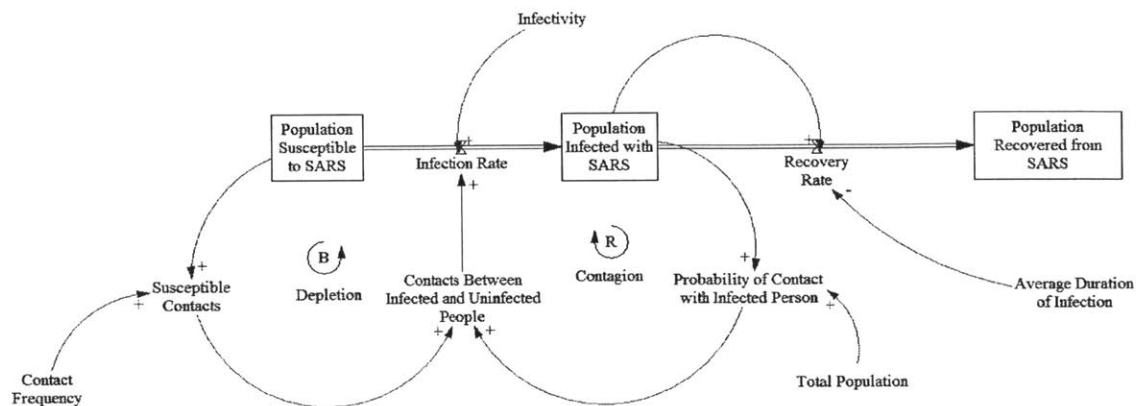 Infectivity
Population
Susceptible
to SARS
+
Infection Rate
+
Population
Infected with
SARS
+
Recovery
Rate
-
Population
Recovered from
SARS
B
Depletion
R
Contagion
+
Susceptible
Contacts
+
Contacts Between
Infected and Uninfected
People
+
+
+
Probability of Contact
with Infected Person
+
Average Duration
of Infection
Contact
Frequency
Total Population